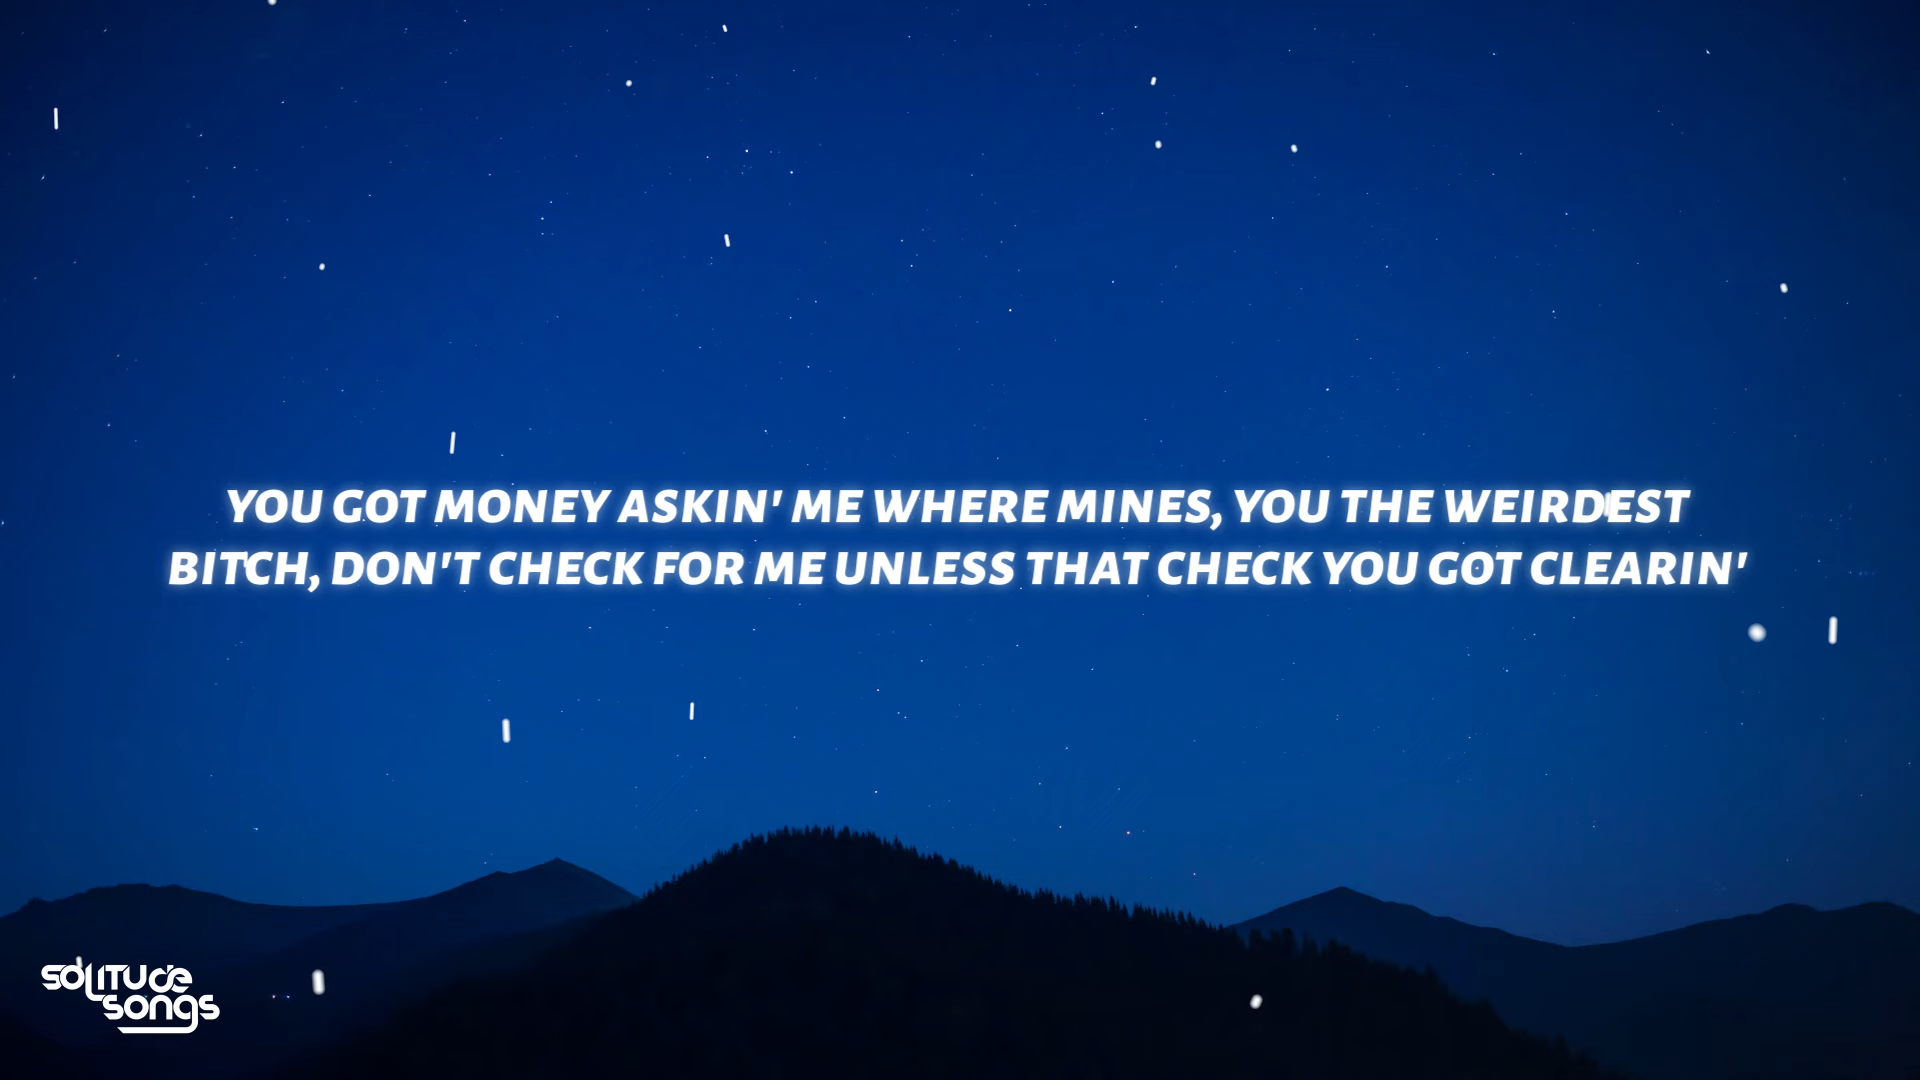 YOU GOT MONEY ASKIN' ME WHERE MINES, YOU THE WEIRDEST
BITCH, DON'T CHECK FOR ME UNLESS THAT CHECK YOU GOT CLEARIN'
solitude
songs